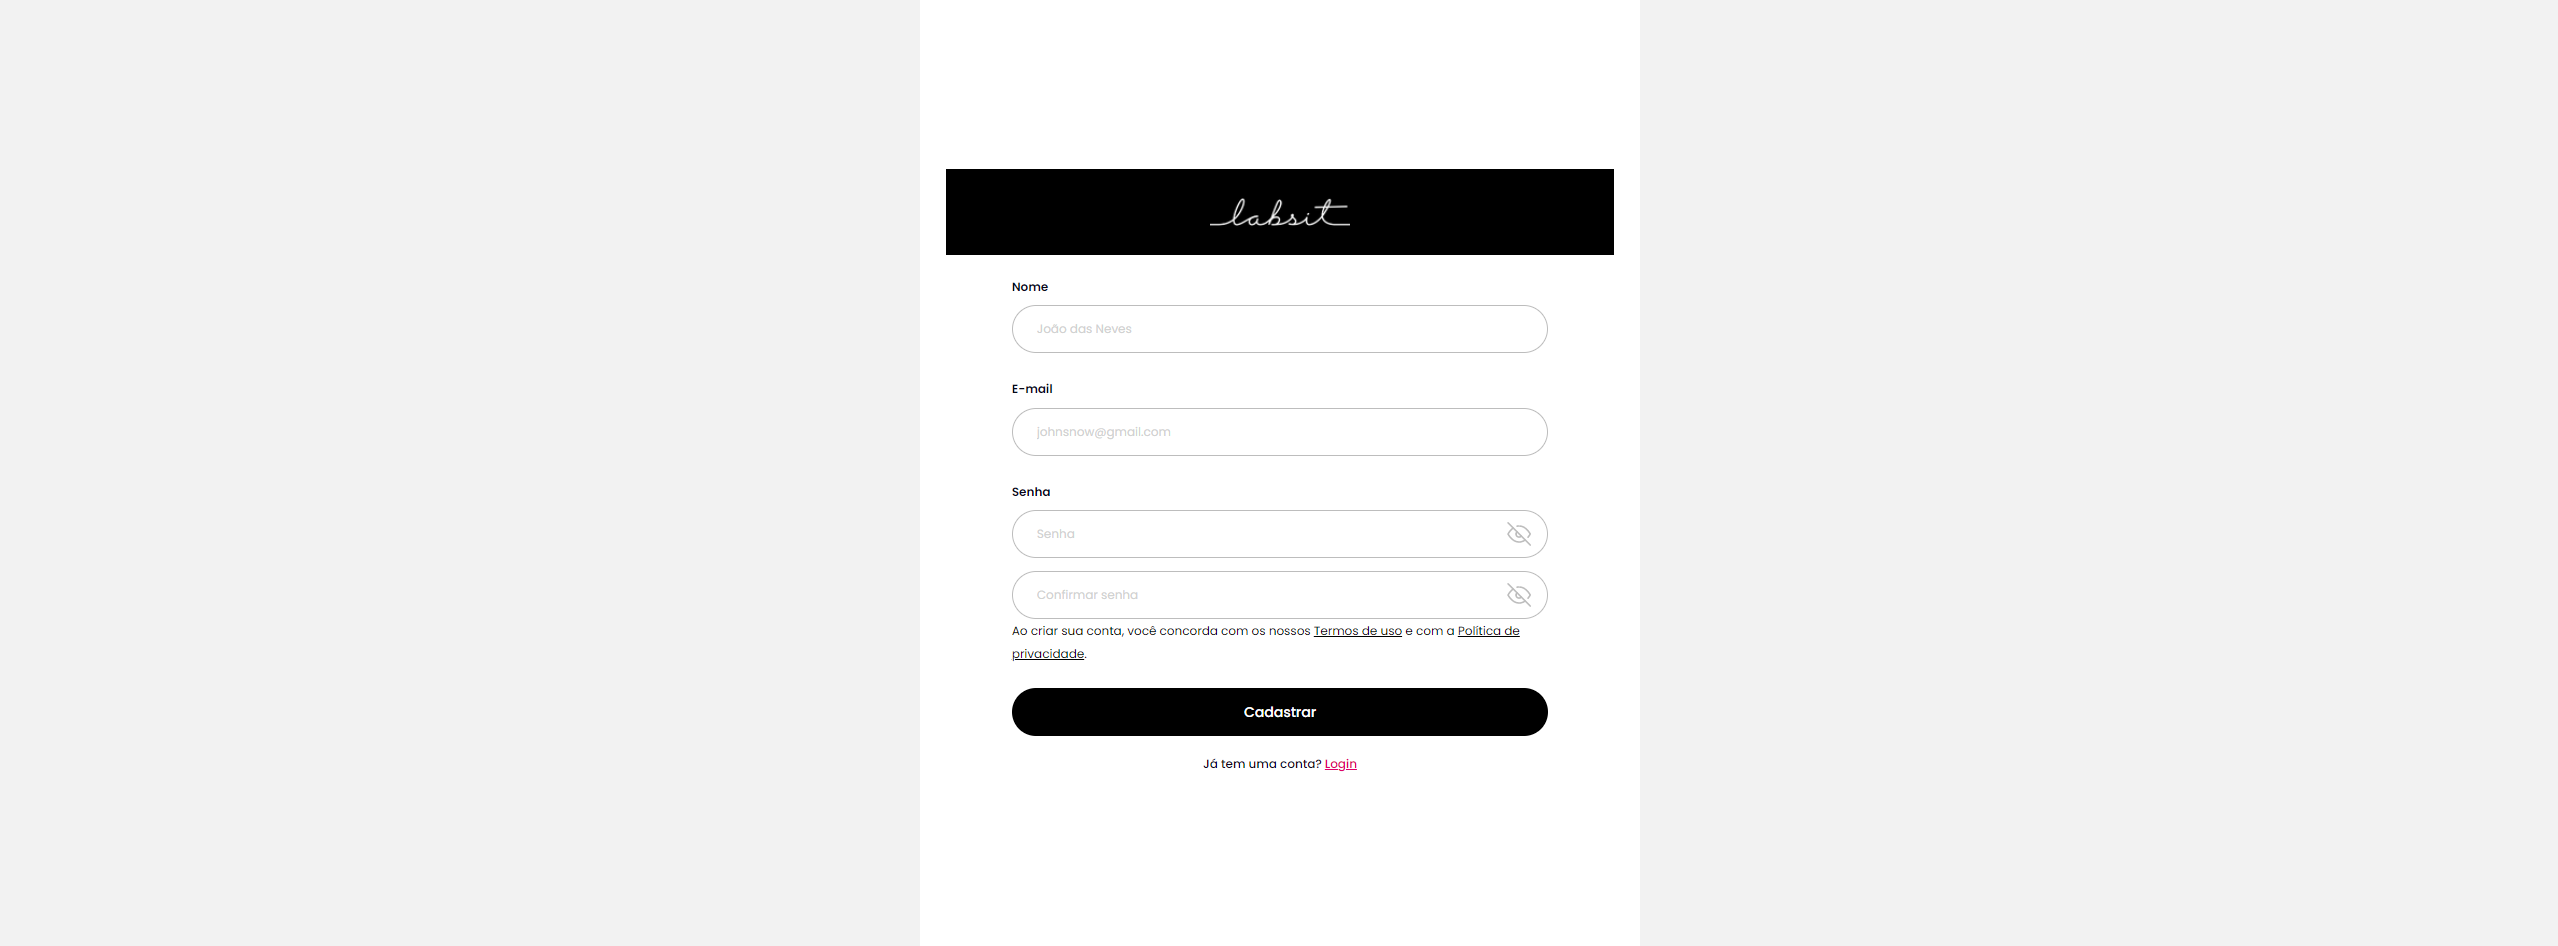 labsit
Nome
João das Neves
E-mail
johnsnow@gmail.com
Senha
Senha
Confirmar senha
Ao criar sua conta, você concorda com os nossos Termos de uso e com a Política de
privacidade.
Cadastrar
Já tem uma conta? Login